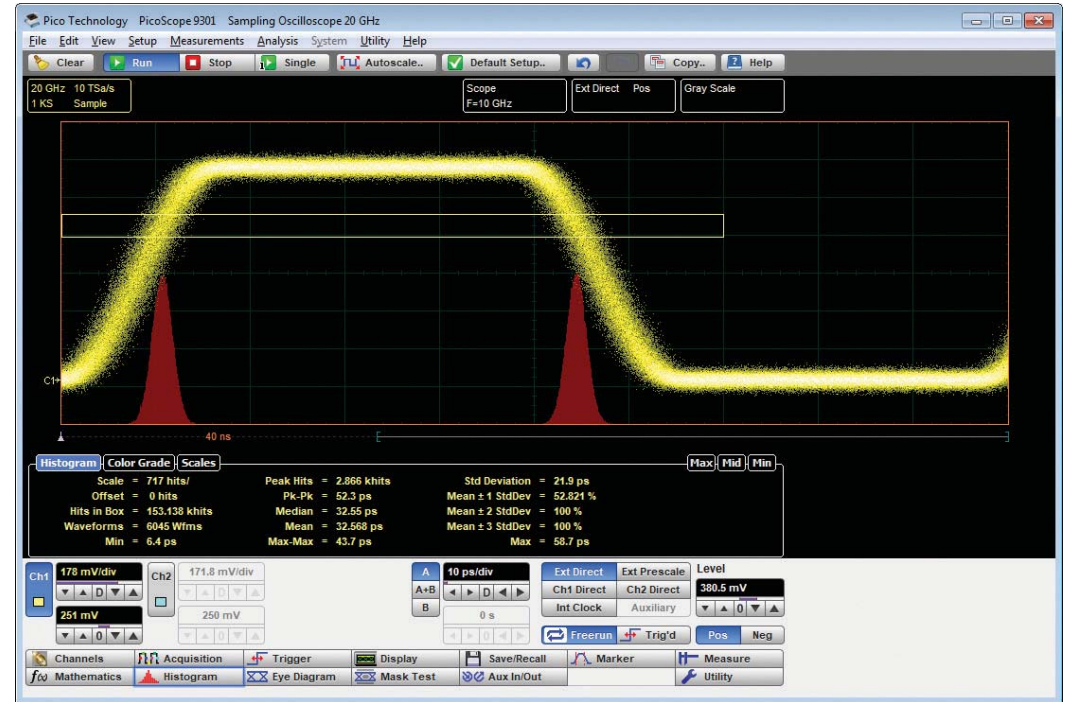 Pico Technology PicoScope 9301 Sampling Oscilloscope 20 GHz
File Edit View Setup Measurements Analysis System Utility Help
Clear Run Stop Single Autoscale.. Default Setup.. Copy.. Help
20 GHz 10 TSa/s Scope Ext Direct Pos Gray Scale
1 KS Sample F=10 GHz
C1
40 ns
Histogram Color Grade Scales Max Mid Min
Scale = 717 hits/ Peak Hits = 2.866 khits Std Deviation = 21.9 ps
Offset = 0 hits Pk-Pk = 52.3 ps Mean ± 1 StdDev = 52.821 %
Hits in Box = 153.138 khits Median = 32.55 ps Mean ± 2 StdDev = 100 %
Waveforms = 6045 Wfms Mean = 32.568 ps Mean ± 3 StdDev = 100 %
Min = 6.4 ps Max-Max = 43.7 ps Max = 58.7 ps
Ch1 178 mV/div Ch2 171.8 mV/div A 10 ps/div Ext Direct Ext Prescale Level
D D A+B D Ch1 Direct Ch2 Direct 380.5 mV
251 mV 250 mV B 0 s Int Clock Auxiliary 0
0 0 0 Freerun Trig'd Pos Neg
Channels Acquisition Trigger Display Save/Recall Marker Measure
f(x) Mathematics Histogram Eye Diagram Mask Test Aux In/Out Utility